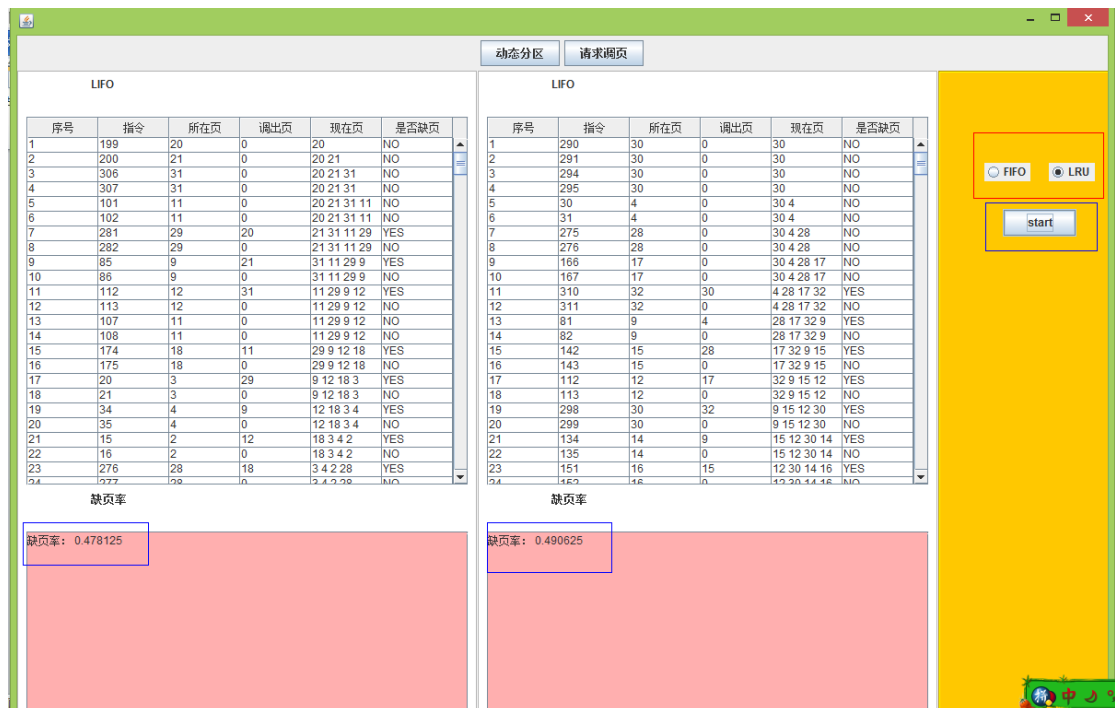 动态分区 请求调页
LIFO
序号 指令 所在页 调出页 现在页 是否缺页
1 199 20 0 20 NO
2 200 21 0 20 21 NO
3 306 31 0 20 21 31 NO
4 307 31 0 20 21 31 NO
5 101 11 0 20 21 31 11 NO
6 102 11 0 20 21 31 11 NO
7 281 29 20 21 31 11 29 YES
8 282 29 0 21 31 11 29 NO
9 85 9 21 31 11 29 9 YES
10 86 9 0 31 11 29 9 NO
11 112 12 31 11 29 9 12 YES
12 113 12 0 11 29 9 12 NO
13 107 11 0 11 29 9 12 NO
14 108 11 0 11 29 9 12 NO
15 174 18 11 29 9 12 18 YES
16 175 18 0 29 9 12 18 NO
17 20 3 29 9 12 18 3 YES
18 21 3 0 9 12 18 3 NO
19 34 4 9 12 18 3 4 YES
20 35 4 0 12 18 3 4 NO
21 15 2 12 18 3 4 2 YES
22 16 2 0 18 3 4 2 NO
23 276 28 18 3 4 2 28 YES
24 277 28 0 3 4 2 28 NO
缺页率
缺页率： 0.478125
LIFO
序号 指令 所在页 调出页 现在页 是否缺页
1 290 30 0 30 NO
2 291 30 0 30 NO
3 294 30 0 30 NO
4 295 30 0 30 NO
5 30 4 0 30 4 NO
6 31 4 0 30 4 NO
7 275 28 0 30 4 28 NO
8 276 28 0 30 4 28 NO
9 166 17 0 30 4 28 17 NO
10 167 17 0 30 4 28 17 NO
11 310 32 30 4 28 17 32 YES
12 311 32 0 4 28 17 32 NO
13 81 9 4 28 17 32 9 YES
14 82 9 0 28 17 32 9 NO
15 142 15 28 17 32 9 15 YES
16 143 15 0 17 32 9 15 NO
17 112 12 17 32 9 15 12 YES
18 113 12 0 32 9 15 12 NO
19 298 30 32 9 15 12 30 YES
20 299 30 0 9 15 12 30 NO
21 134 14 9 15 12 30 14 YES
22 135 14 0 15 12 30 14 NO
23 151 16 15 12 30 14 16 YES
24 152 16 0 12 30 14 16 NO
缺页率
缺页率： 0.490625
FIFO LRU
start
中